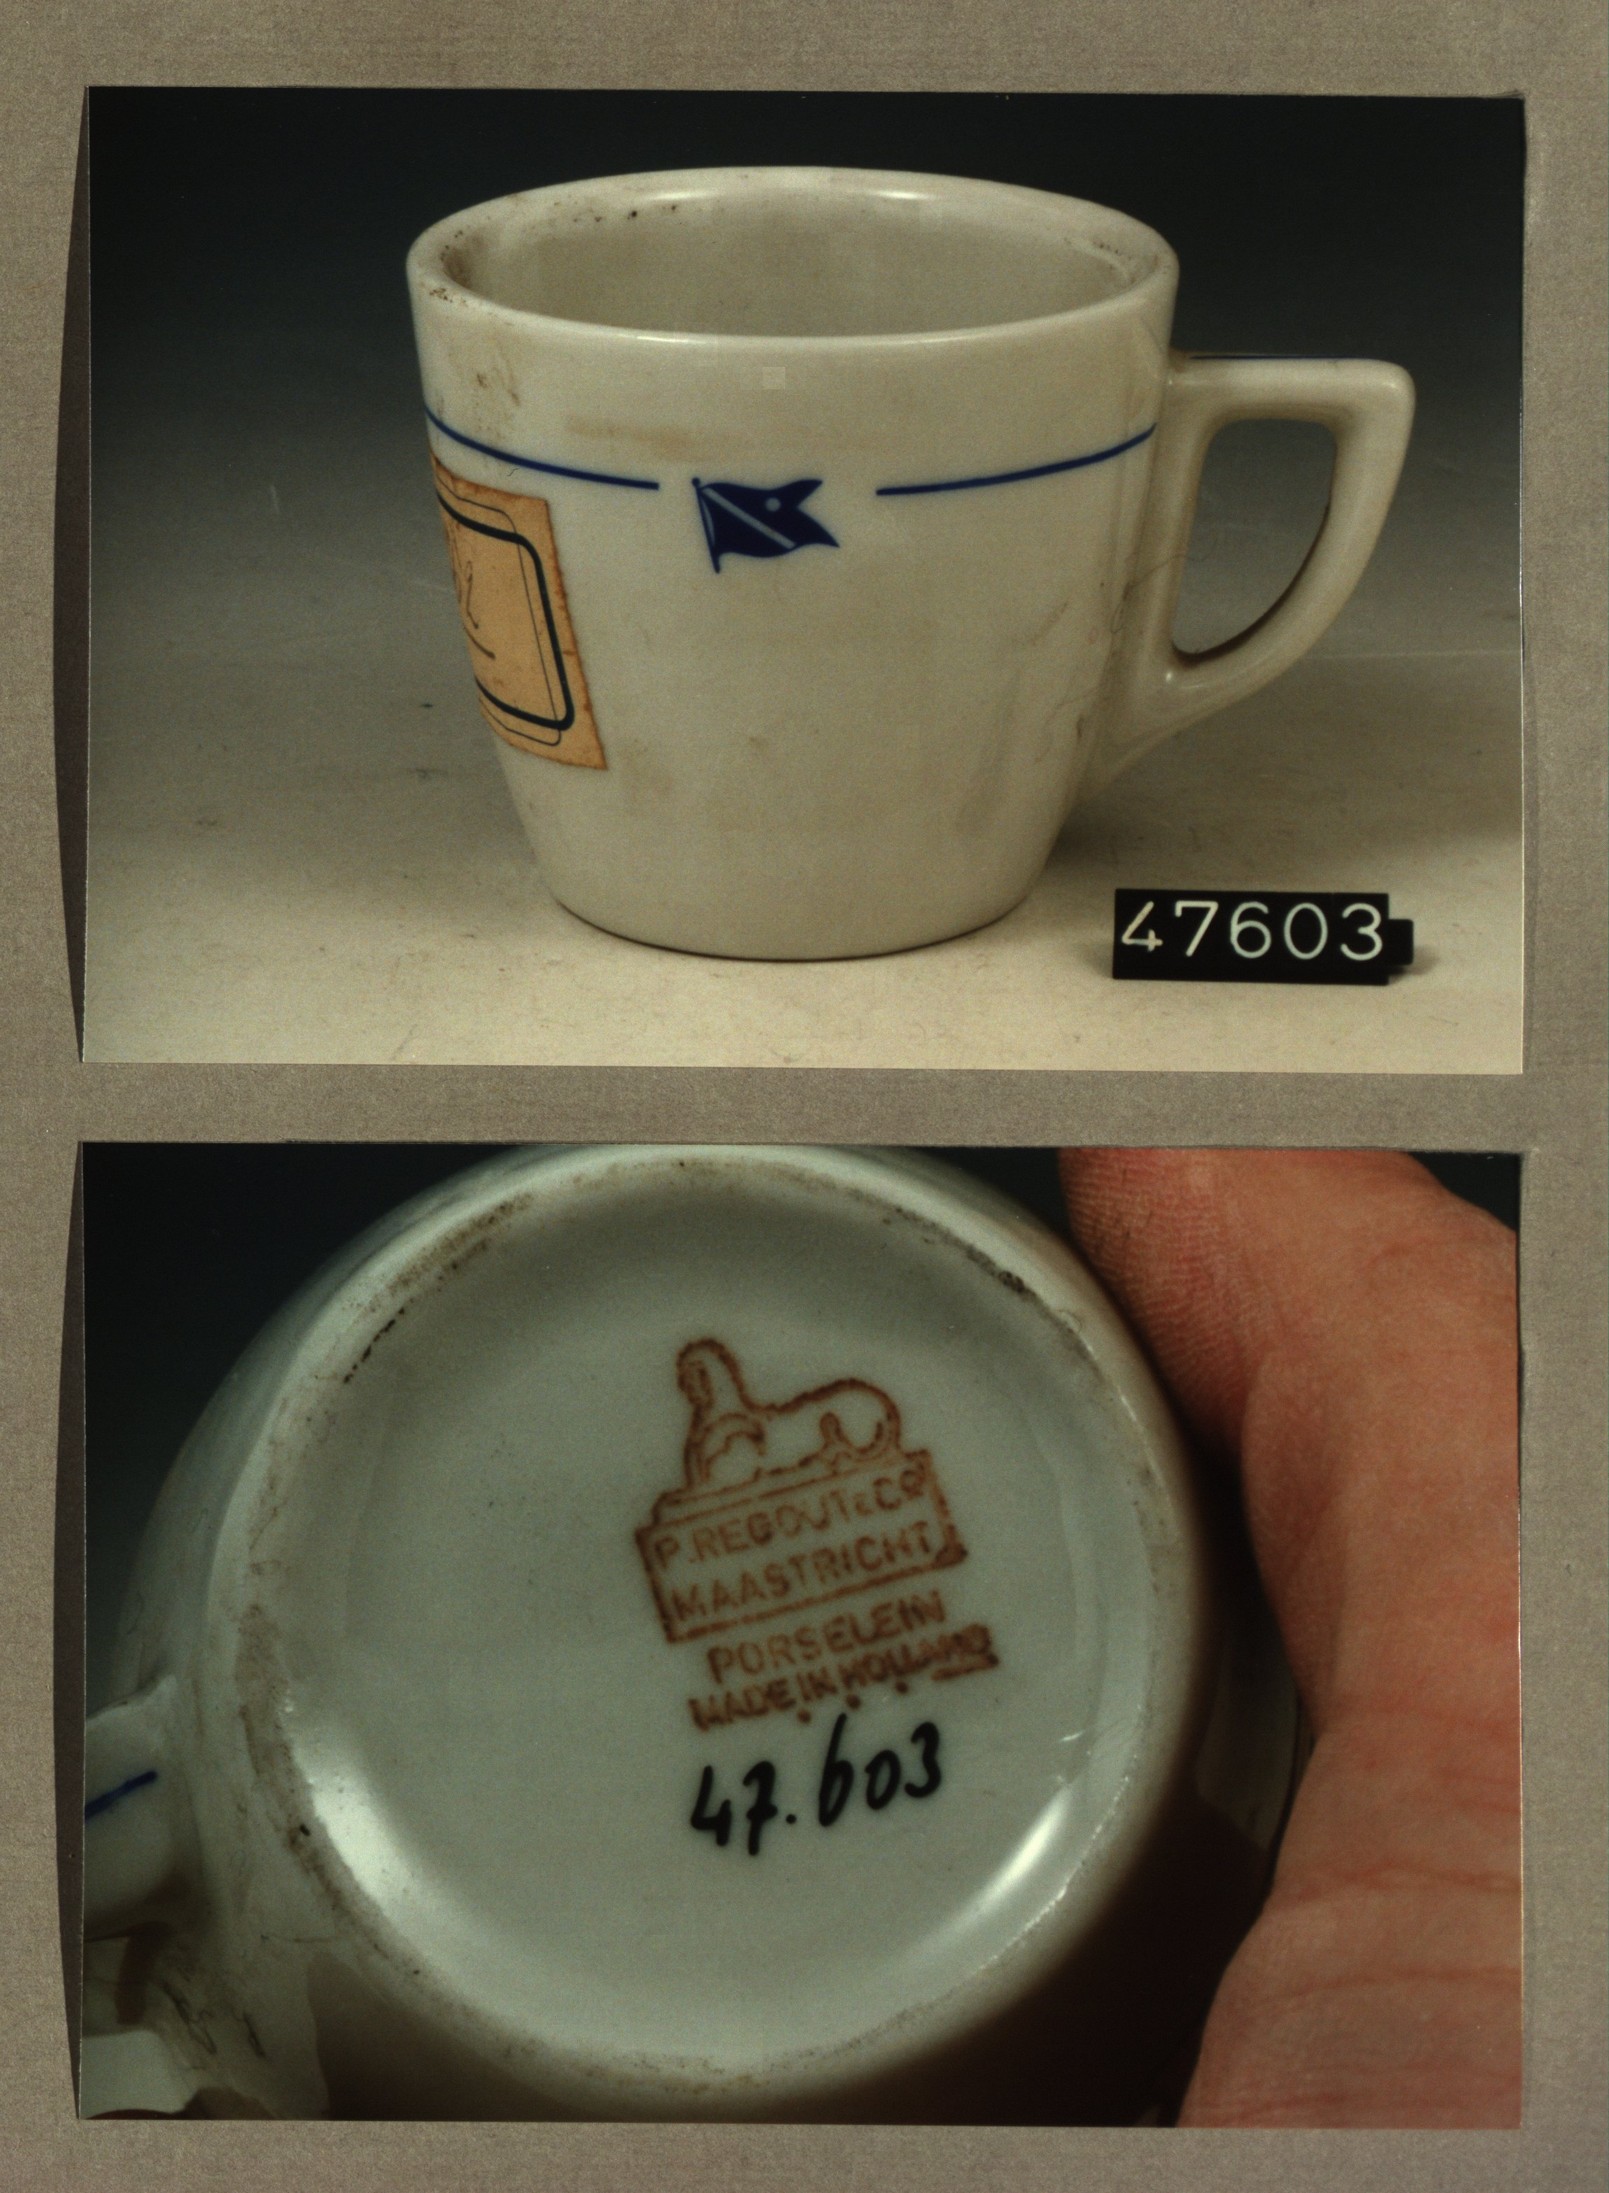 47603
P. REGOUT & CO
MAASTRICHT
PORSELEIN
MADE IN HOLLAND
47.603